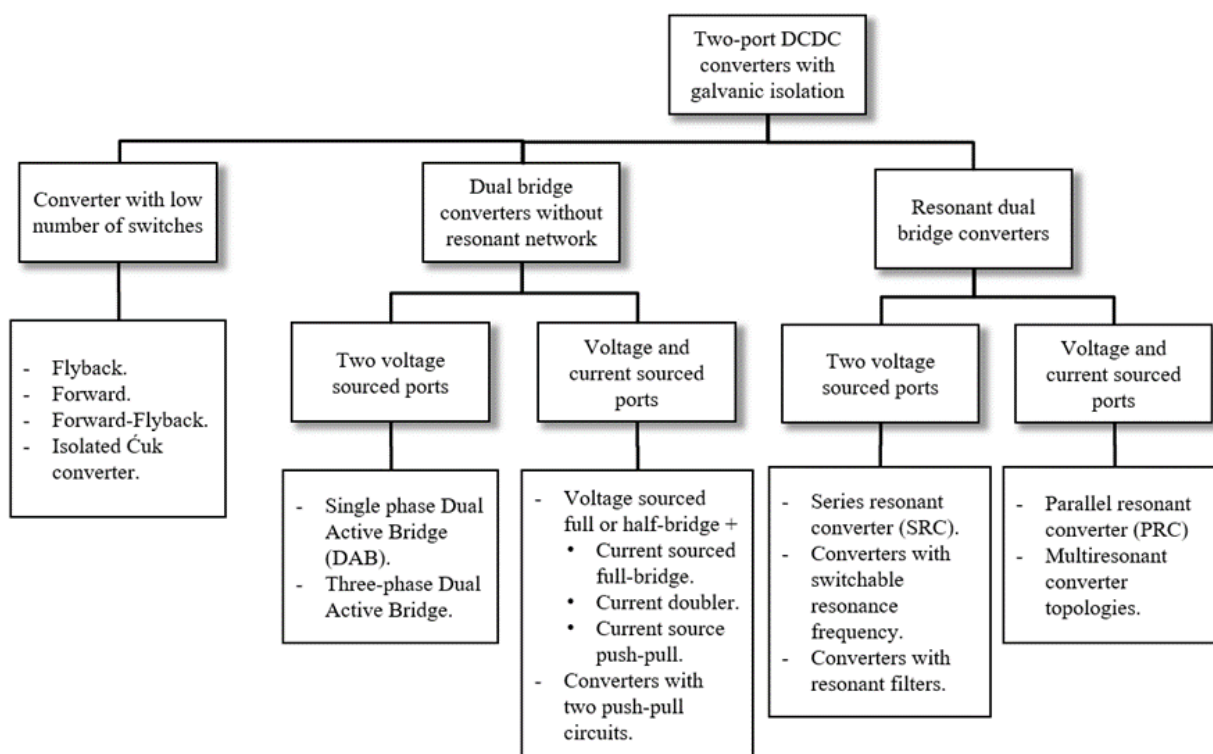 Two-port DCDC
converters with
galvanic isolation
Converter with low
number of switches
Dual bridge
converters without
resonant network
Resonant dual
bridge converters
- Flyback.
- Forward.
- Forward-Flyback.
- Isolated Ćuk
converter.
Two voltage
sourced ports
Voltage and
current sourced
ports
Two voltage
sourced ports
Voltage and
current sourced
ports
- Single phase Dual
Active Bridge
(DAB).
- Three-phase Dual
Active Bridge.
- Voltage sourced
full or half-bridge +
• Current sourced
full-bridge.
• Current doubler.
• Current source
push-pull.
- Converters with
two push-pull
circuits.
- Series resonant
converter (SRC).
- Converters with
switchable
resonance
frequency.
- Converters with
resonant filters.
- Parallel resonant
converter (PRC)
- Multiresonant
converter
topologies.